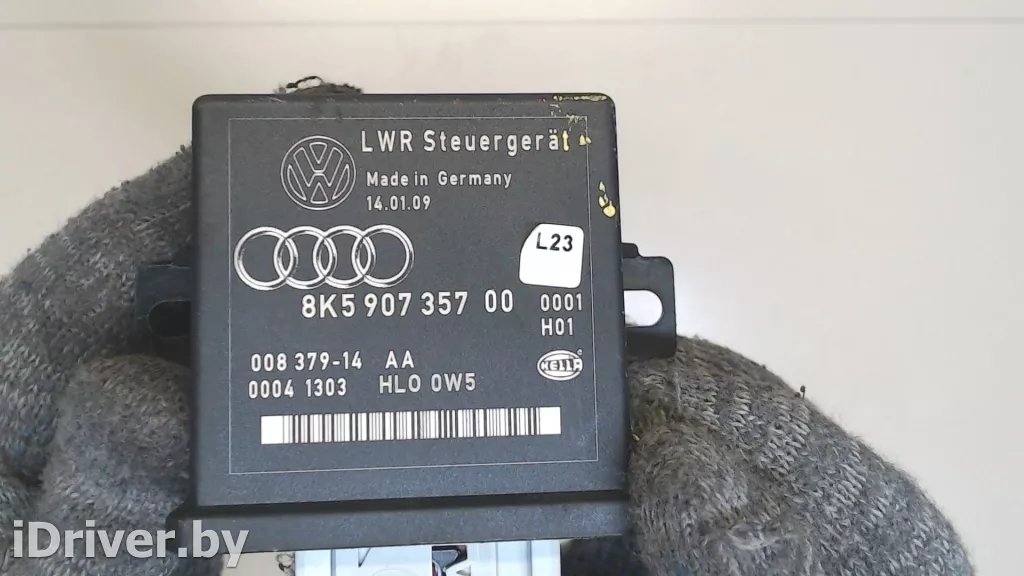 LWR Steuergerät
Made in Germany
14.01.09
L23
8K5 907 357 00 0001
H01
008 379-14 AA
0004 1303 HLO 0W5
HELLA
iDriver.by